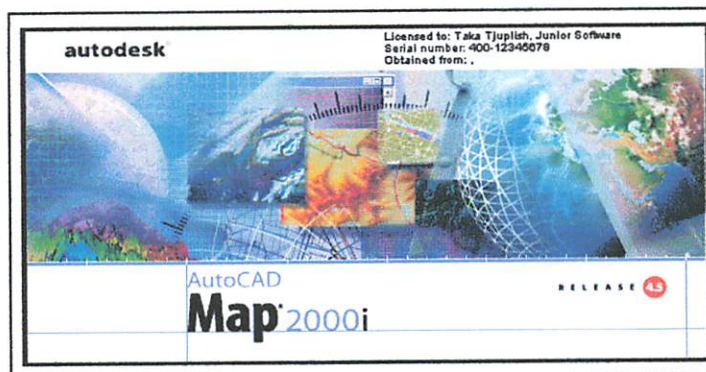 autodesk
Licensed to: Taka Tjuplish, Junior Software
Serial number: 400-12345678
Obtained from: ,
AutoCAD
Map 2000i
RELEASE 4.5